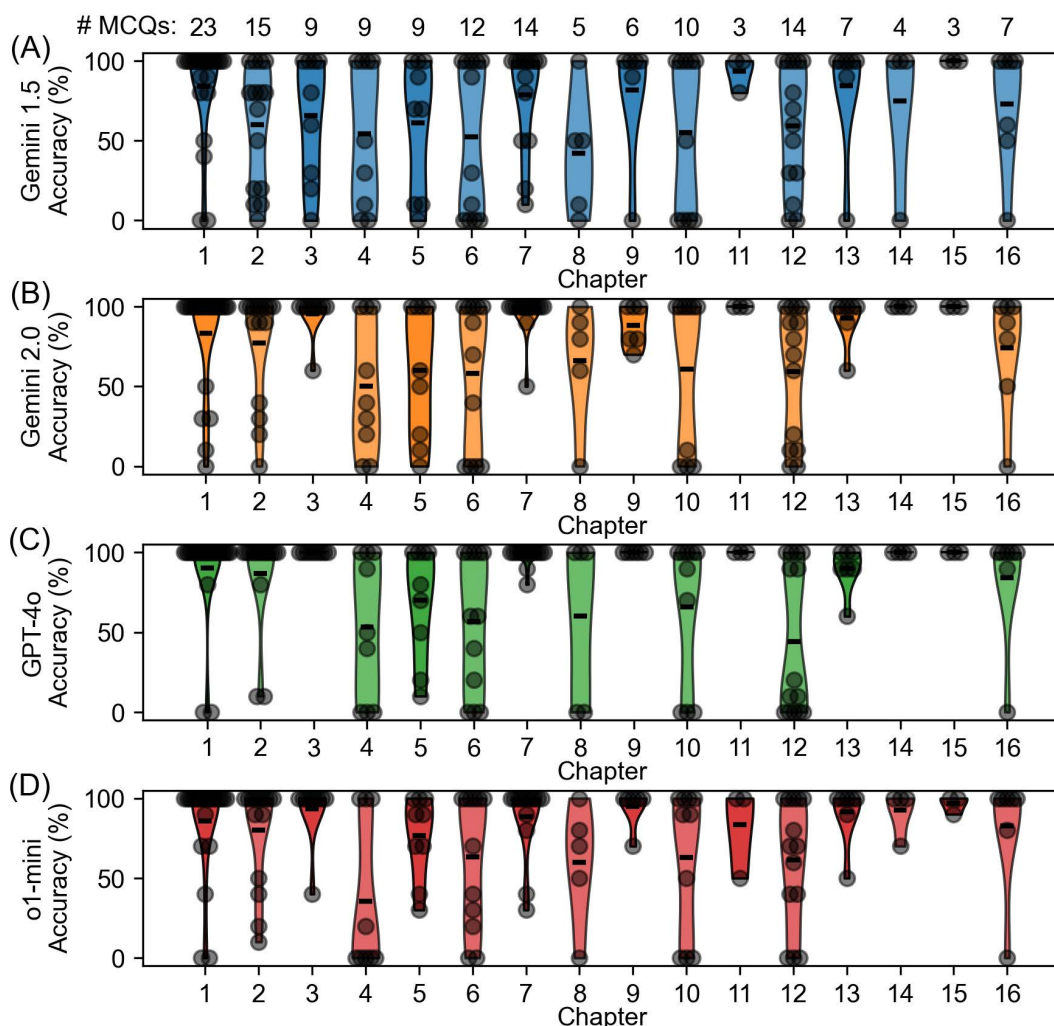 # MCQs: 23 15 9 9 9 12 14 5 6 10 3 14 7 4 3 7
(A)
Gemini 1.5
Accuracy (%)
100
50
0
1 2 3 4 5 6 7 8 9 10 11 12 13 14 15 16
Chapter
(B)
Gemini 2.0
Accuracy (%)
100
50
0
1 2 3 4 5 6 7 8 9 10 11 12 13 14 15 16
Chapter
(C)
GPT-4o
Accuracy (%)
100
50
0
1 2 3 4 5 6 7 8 9 10 11 12 13 14 15 16
Chapter
(D)
o1-mini
Accuracy (%)
100
50
0
1 2 3 4 5 6 7 8 9 10 11 12 13 14 15 16
Chapter